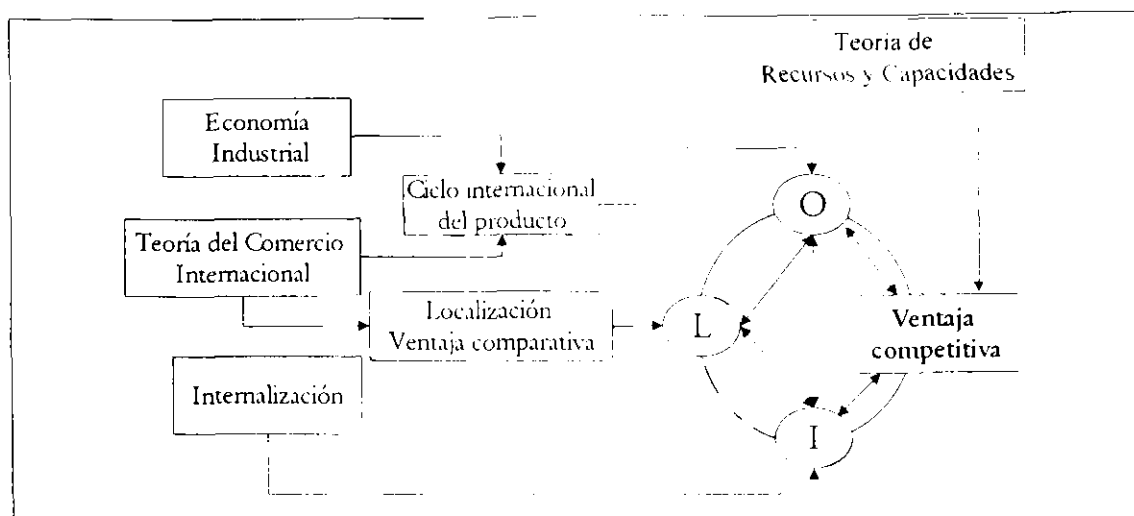 Teoría de
Recursos y Capacidades
Economía
Industrial
Ciclo internacional
del producto
O
Teoría del Comercio
Internacional
Localización
Ventaja comparativa
L
Ventaja
competitiva
Internalización
I